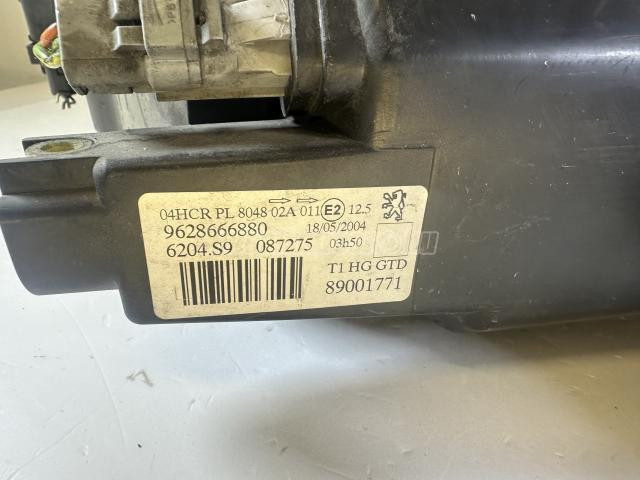 04HCR PL 8048 02A 011 E2 12.5
9628666880 18/05/2004
6204.S9 087275 03h50
T1 HG GTD
89001771